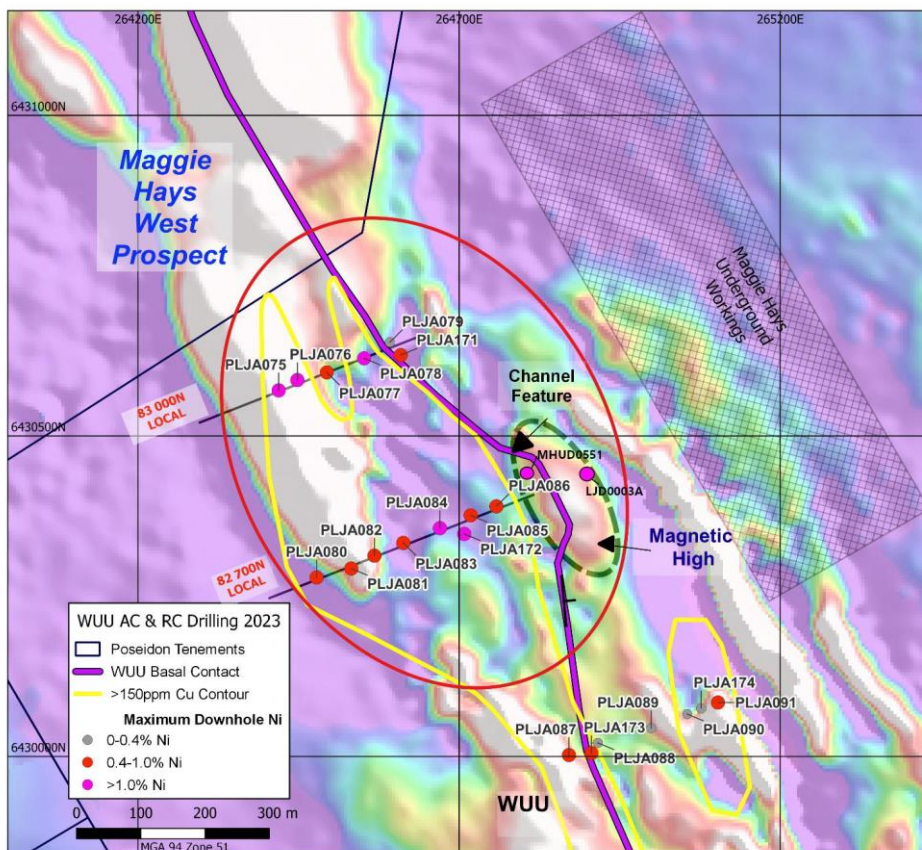 264200E
264700E
265200E
6431000N
Maggie
Hays
West
Prospect
Maggie Hays
Underground
Workings
PLJA079
PLJA171
PLJA076
PLJA075
PLJA078
PLJA077
83 000N
LOCAL
Channel
Feature
6430500N
MHUD0551
PLJA086
LJD0003A
PLJA084
PLJA085
PLJA082
PLJA172
Magnetic
High
PLJA083
PLJA080
PLJA081
82 700N
LOCAL
WUU AC & RC Drilling 2023
Poseidon Tenements
WUU Basal Contact
>150ppm Cu Contour
Maximum Downhole Ni
0-0.4% Ni
0.4-1.0% Ni
>1.0% Ni
0 100 200 300 m
MGA 94 Zone 51
PLJA174
PLJA089
PLJA091
PLJA173
PLJA087
PLJA090
PLJA088
6430000N
WUU